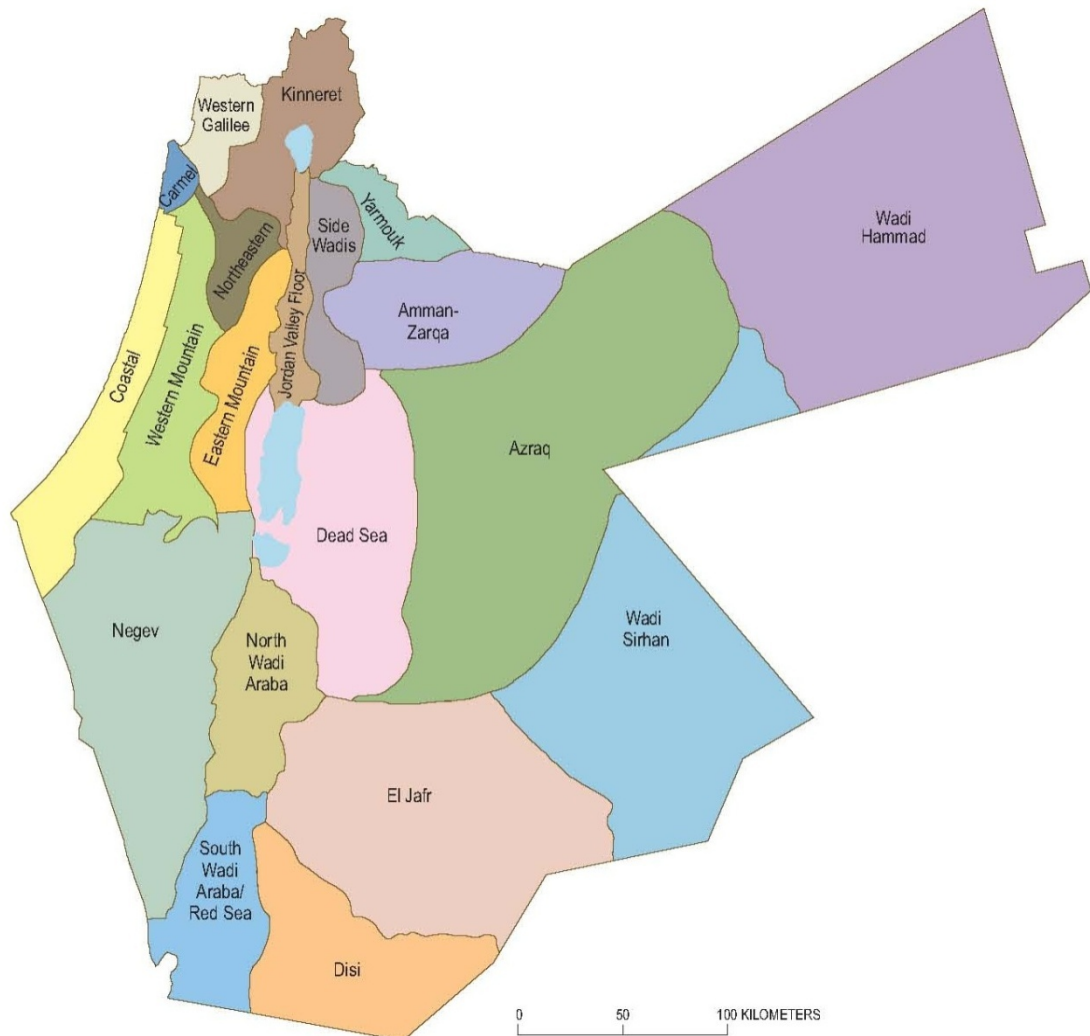 Western
Galilee
Kinneret
Carmel
Northeastern
Side
Wadis
Yarmouk
Wadi
Hammad
Jordan Valley Floor
Amman-
Zarqa
Coastal
Western Mountain
Eastern Mountain
Azraq
Dead Sea
Negev
North
Wadi
Araba
Wadi
Sirhan
El Jafr
South
Wadi
Araba/
Red Sea
Disi
0 50 100 KILOMETERS